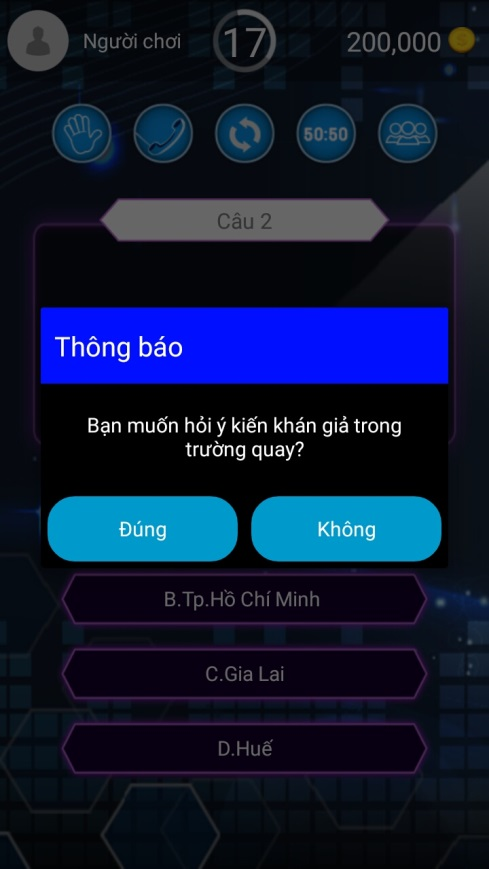 Người chơi
17
200,000
50:50
Câu 2
Thông báo
Bạn muốn hỏi ý kiến khán giả trong
trường quay?
Đúng
Không
B.Tp.Hồ Chí Minh
C.Gia Lai
D.Huế